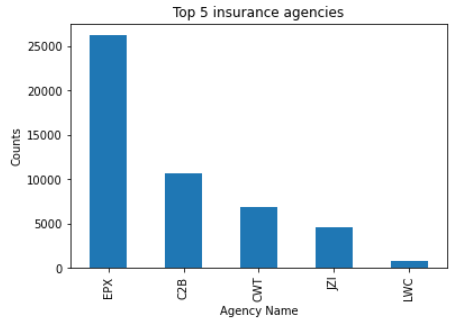 Top 5 insurance agencies
25000
20000
15000
10000
5000
0
Counts
EPX
C2B
CWT
JZI
LWC
Agency Name